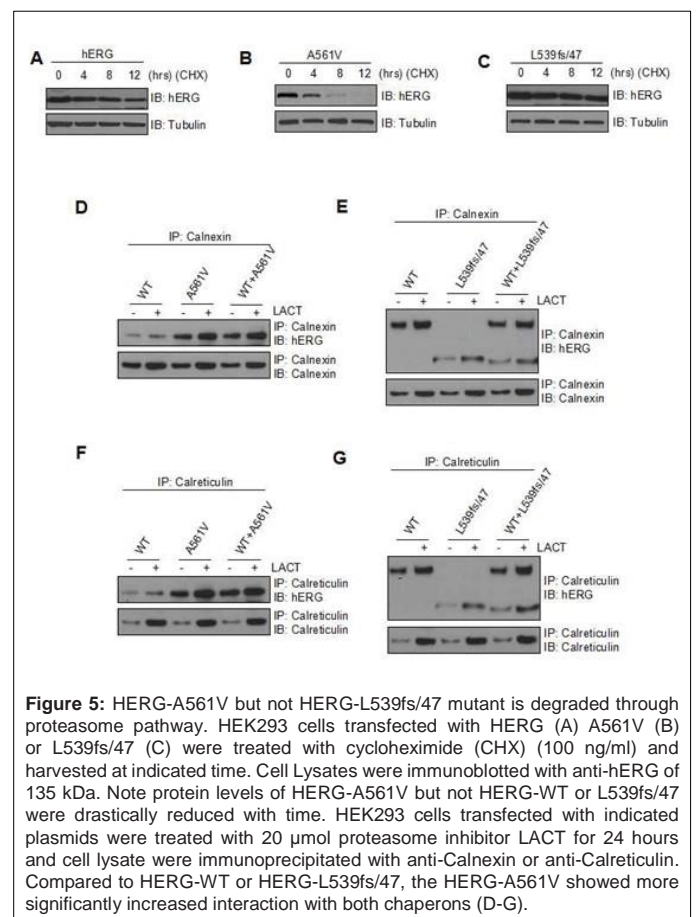 A
hERG
0 4 8 12 (hrs) (CHX)
IB: hERG
IB: Tubulin
B
A561V
0 4 8 12 (hrs) (CHX)
IB: hERG
IB: Tubulin
C
L539fs/47
0 4 8 12 (hrs) (CHX)
IB: hERG
IB: Tubulin
D
IP: Calnexin
WT A561V WT+A561V
- + - + - + LACT
IP: Calnexin
IB: hERG
IP: Calnexin
IB: Calnexin
E
IP: Calnexin
WT L539fs/47 WT+L539fs/47
- + - + - + LACT
IP: Calnexin
IB: hERG
IP: Calnexin
IB: Calnexin
F
IP: Calreticulin
WT A561V WT+A561V
- + - + - + LACT
IP: Calreticulin
IB: hERG
IP: Calreticulin
IB: Calreticulin
G
IP: Calreticulin
WT L539fs/47 WT+L539fs/47
- + - + - + LACT
IP: Calreticulin
IB: hERG
IP: Calreticulin
IB: Calreticulin
Figure 5: HERG-A561V but not HERG-L539fs/47 mutant is degraded through
proteasome pathway. HEK293 cells transfected with HERG (A) A561V (B)
or L539fs/47 (C) were treated with cycloheximide (CHX) (100 ng/ml) and
harvested at indicated time. Cell Lysates were immunoblotted with anti-hERG of
135 kDa. Note protein levels of HERG-A561V but not HERG-WT or L539fs/47
were drastically reduced with time. HEK293 cells transfected with indicated
plasmids were treated with 20 µmol proteasome inhibitor LACT for 24 hours
and cell lysate were immunoprecipitated with anti-Calnexin or anti-Calreticulin.
Compared to HERG-WT or HERG-L539fs/47, the HERG-A561V showed more
significantly increased interaction with both chaperons (D-G).